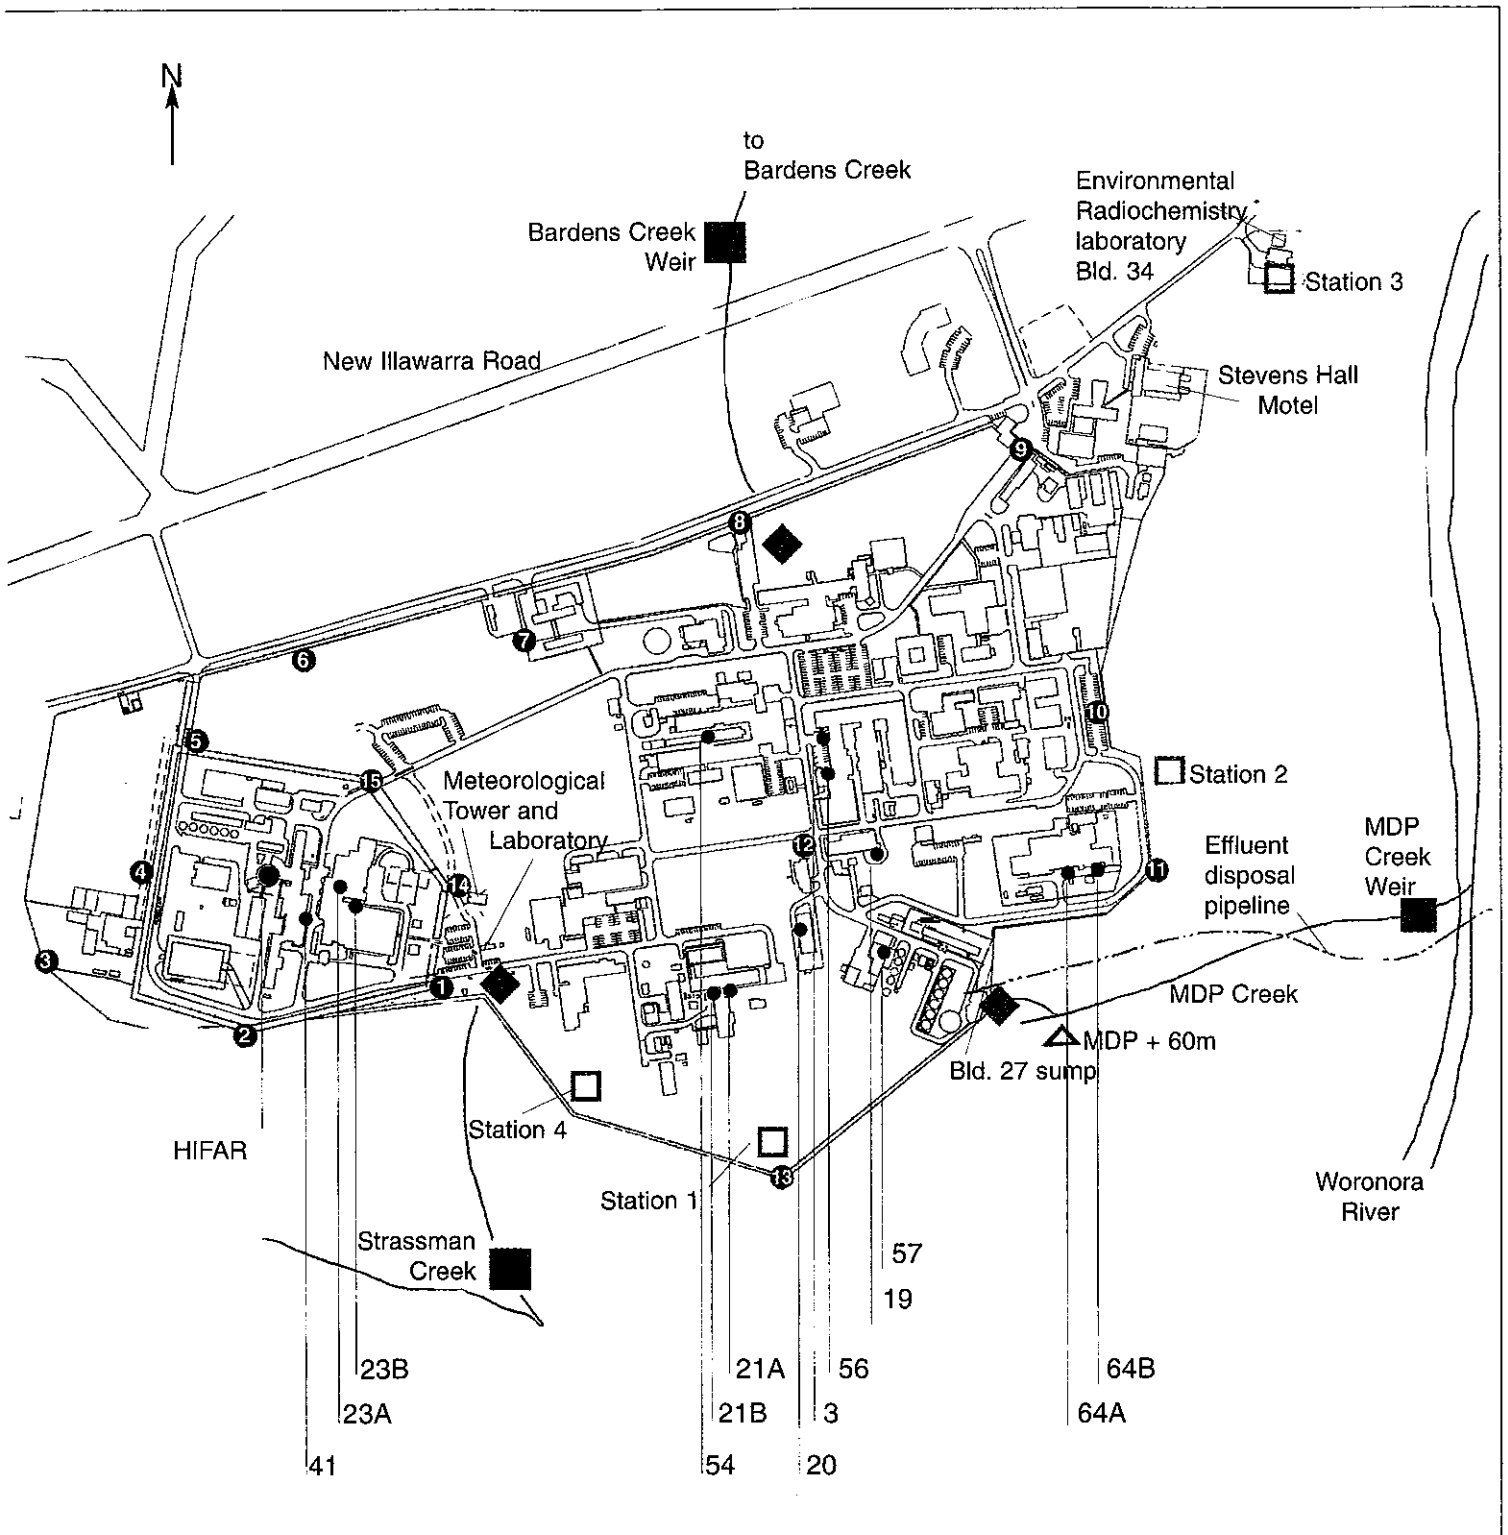 N
to
Bardens Creek
Bardens Creek
Weir
Environmental
Radiochemistry
laboratory
Bld. 34
Station 3
New Illawarra Road
Stevens Hall
Motel
9
8
7
6
5
10
15
Meteorological
Tower and
Laboratory
Station 2
12
4
14
11
Effluent
disposal
pipeline
MDP
Creek
Weir
3
1
2
MDP Creek
MDP + 60m
Bld. 27 sump
HIFAR
Station 4
Station 1
13
Woronora
River
Strassman
Creek
57
19
23B
21A
56
64B
23A
21B
3
64A
41
54
20